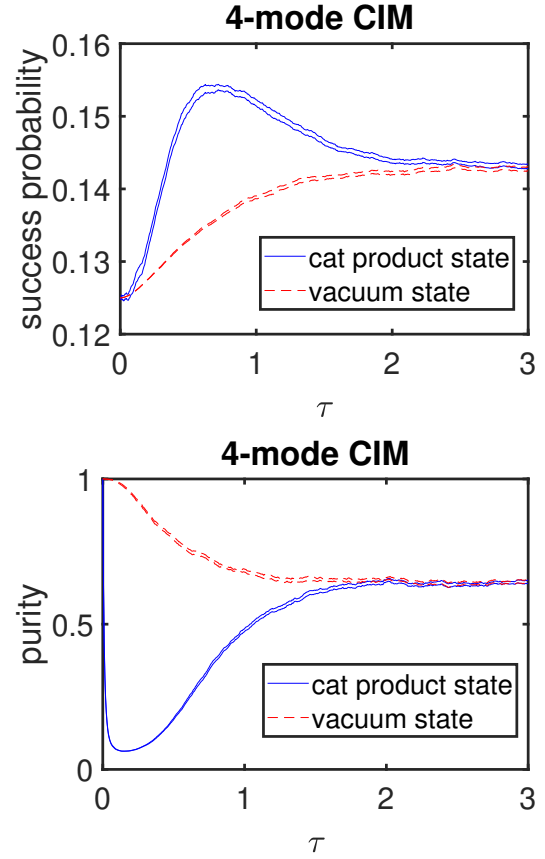 4-mode CIM
0.16
0.15
0.14
0.13
0.12
success probability
cat product state
vacuum state
0 1 2 3
τ
4-mode CIM
1
0.5
0
purity
cat product state
vacuum state
0 1 2 3
τ